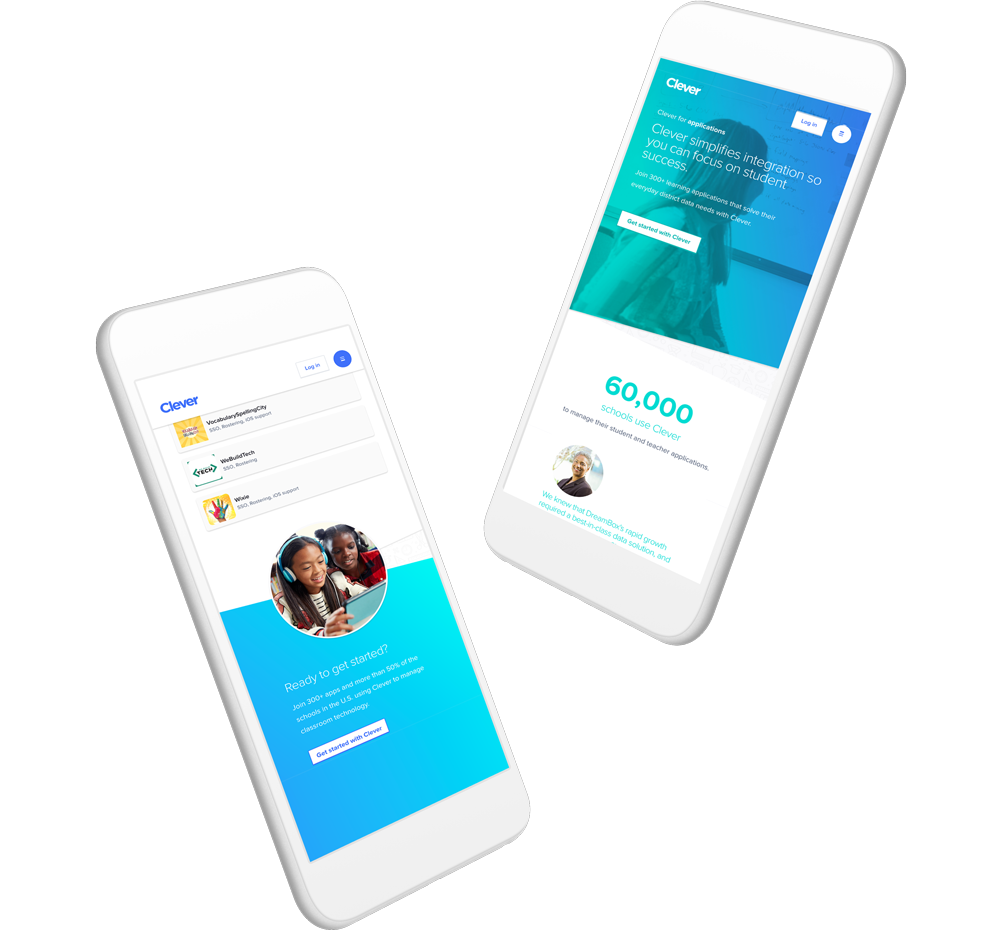 Clever
Log in
Clever for applications
Clever simplifies integration so
you can focus on student
success.
Join 300+ learning applications that solve their
everyday district data needs with Clever.
Get started with Clever
60,000
schools use Clever
to manage their student and teacher applications.
We knew that DreamBox's rapid growth
required a best-in-class data solution, and
Log in
Clever
VocabularySpellingCity
SSO, Rostering, iOS support
WeBuildTech
SSO, Rostering
TECH
Wixie
SSO, Rostering, iOS support
Ready to get started?
Join 300+ apps and more than 50% of the
schools in the U.S. using Clever to manage
classroom technology.
Get started with Clever